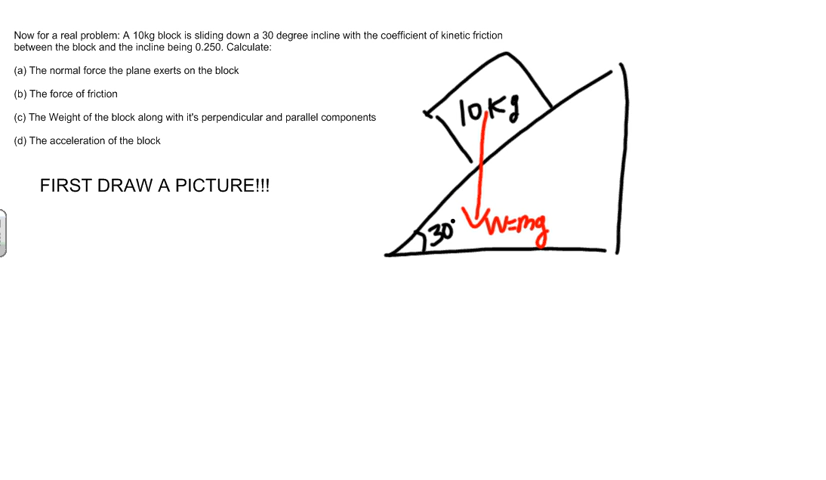 Now for a real problem: A 10kg block is sliding down a 30 degree incline with the coefficient of kinetic friction
between the block and the incline being 0.250. Calculate:
(a) The normal force the plane exerts on the block
(b) The force of friction
(c) The Weight of the block along with it's perpendicular and parallel components
(d) The acceleration of the block
FIRST DRAW A PICTURE!!!
10kg
30°
W=mg